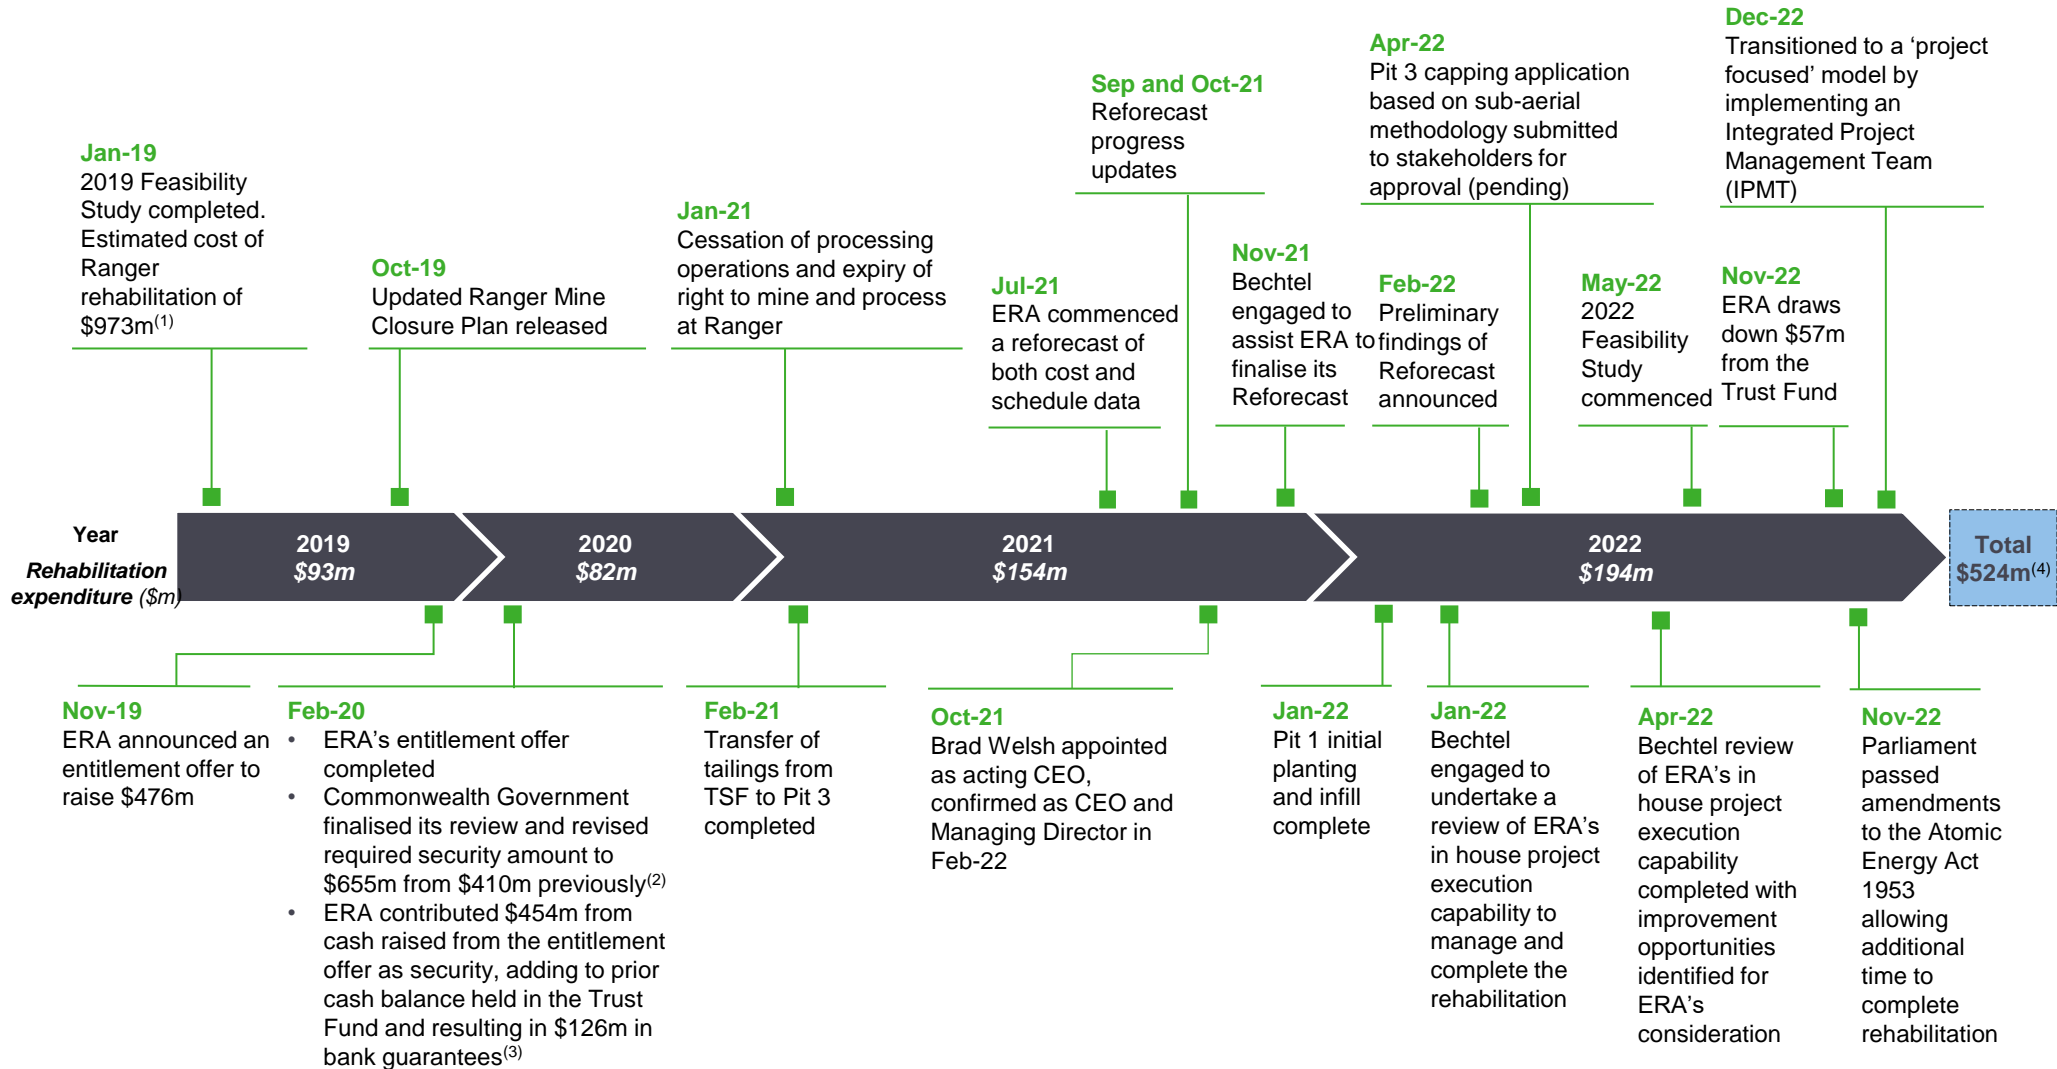 Jan-19
2019 Feasibility
Study completed.
Estimated cost of
Ranger
rehabilitation of
$973m(1)
Oct-19
Updated Ranger Mine
Closure Plan released
Jan-21
Cessation of processing
operations and expiry of
right to mine and process
at Ranger
Jul-21
ERA commenced
a reforecast of
both cost and
schedule data
Sep and Oct-21
Reforecast
progress
updates
Nov-21
Bechtel
engaged to
assist ERA to
finalise its
Reforecast
Feb-22
Preliminary
findings of
Reforecast
announced
Apr-22
Pit 3 capping application
based on sub-aerial
methodology submitted
to stakeholders for
approval (pending)
May-22
2022
Feasibility
Study
commenced
Nov-22
ERA draws
down $57m
from the
Trust Fund
Dec-22
Transitioned to a ‘project
focused’ model by
implementing an
Integrated Project
Management Team
(IPMT)
Year
2019
2020
2021
2022
Rehabilitation
expenditure ($m)
$93m
$82m
$154m
$194m
Total
$524m(4)
Nov-19
ERA announced an
entitlement offer to
raise $476m
Feb-20
• ERA’s entitlement offer
completed
• Commonwealth Government
finalised its review and revised
required security amount to
$655m from $410m previously(2)
• ERA contributed $454m from
cash raised from the entitlement
offer as security, adding to prior
cash balance held in the Trust
Fund and resulting in $126m in
bank guarantees(3)
Feb-21
Transfer of
tailings from
TSF to Pit 3
completed
Oct-21
Brad Welsh appointed
as acting CEO,
confirmed as CEO and
Managing Director in
Feb-22
Jan-22
Pit 1 initial
planting
and infill
complete
Jan-22
Bechtel
engaged to
undertake a
review of ERA’s
in house project
execution
capability to
manage and
complete the
rehabilitation
Apr-22
Bechtel review
of ERA’s in
house project
execution
capability
completed with
improvement
opportunities
identified for
ERA’s
consideration
Nov-22
Parliament
passed
amendments
to the Atomic
Energy Act
1953
allowing
additional
time to
complete
rehabilitation